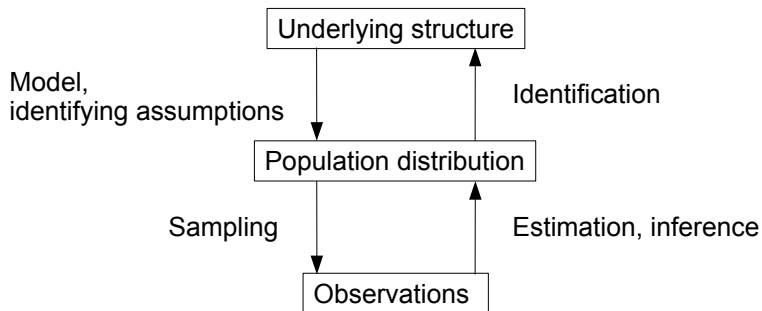 Underlying structure
Model,
identifying assumptions
Identification
Population distribution
Sampling
Estimation, inference
Observations